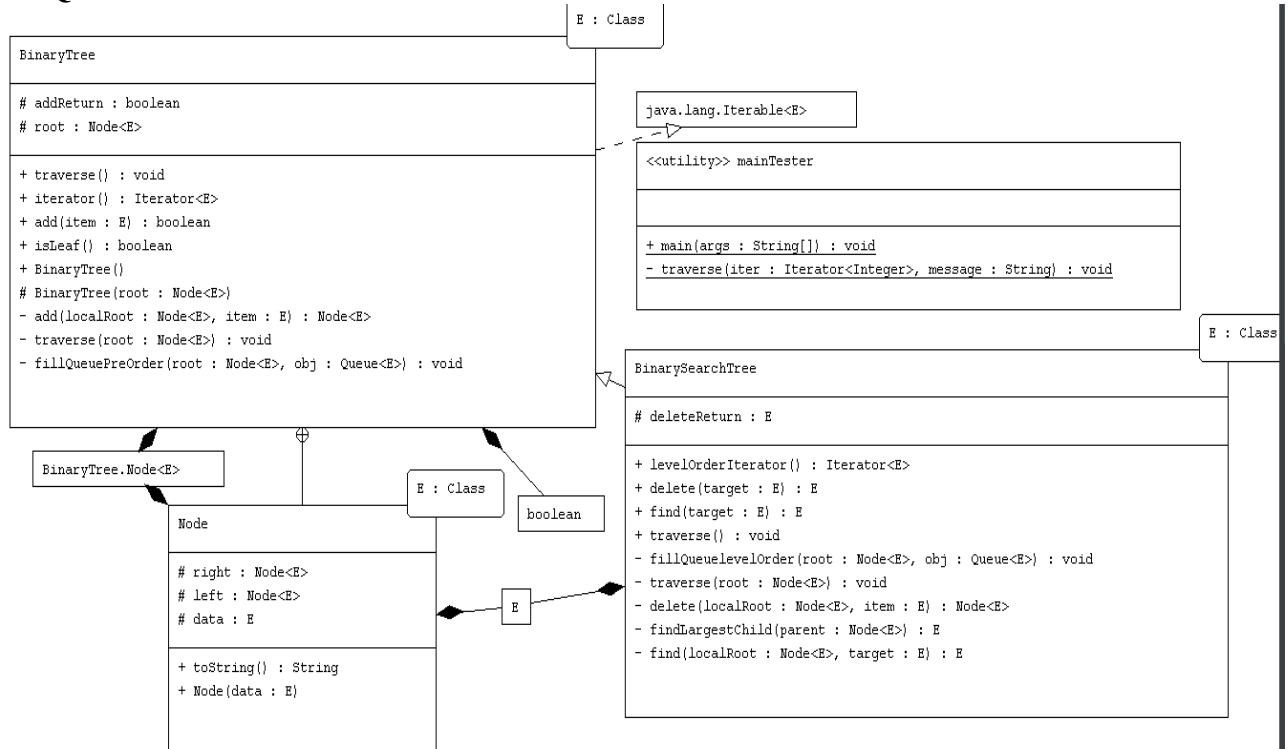 E : Class
BinaryTree
# addReturn : boolean
# root : Node<E>
+ traverse() : void
+ iterator() : Iterator<E>
+ add(item : E) : boolean
+ isLeaf() : boolean
+ BinaryTree()
# BinaryTree(root : Node<E>)
- add(localRoot : Node<E>, item : E) : Node<E>
- traverse(root : Node<E>) : void
- fillQueuePreOrder(root : Node<E>, obj : Queue<E>) : void
java.lang.Iterable<E>
<<utility>> mainTester
+ main(args : String[]) : void
- traverse(iter : Iterator<Integer>, message : String) : void
E : Class
BinarySearchTree
# deleteReturn : E
+ levelOrderIterator() : Iterator<E>
+ delete(target : E) : E
+ find(target : E) : E
+ traverse() : void
- fillQueuelevelOrder(root : Node<E>, obj : Queue<E>) : void
- traverse(root : Node<E>) : void
- delete(localRoot : Node<E>, item : E) : Node<E>
- findLargestChild(parent : Node<E>) : E
- find(localRoot : Node<E>, target : E) : E
BinaryTree.Node<E>
boolean
E : Class
Node
# right : Node<E>
# left : Node<E>
# data : E
+ toString() : String
+ Node(data : E)
E